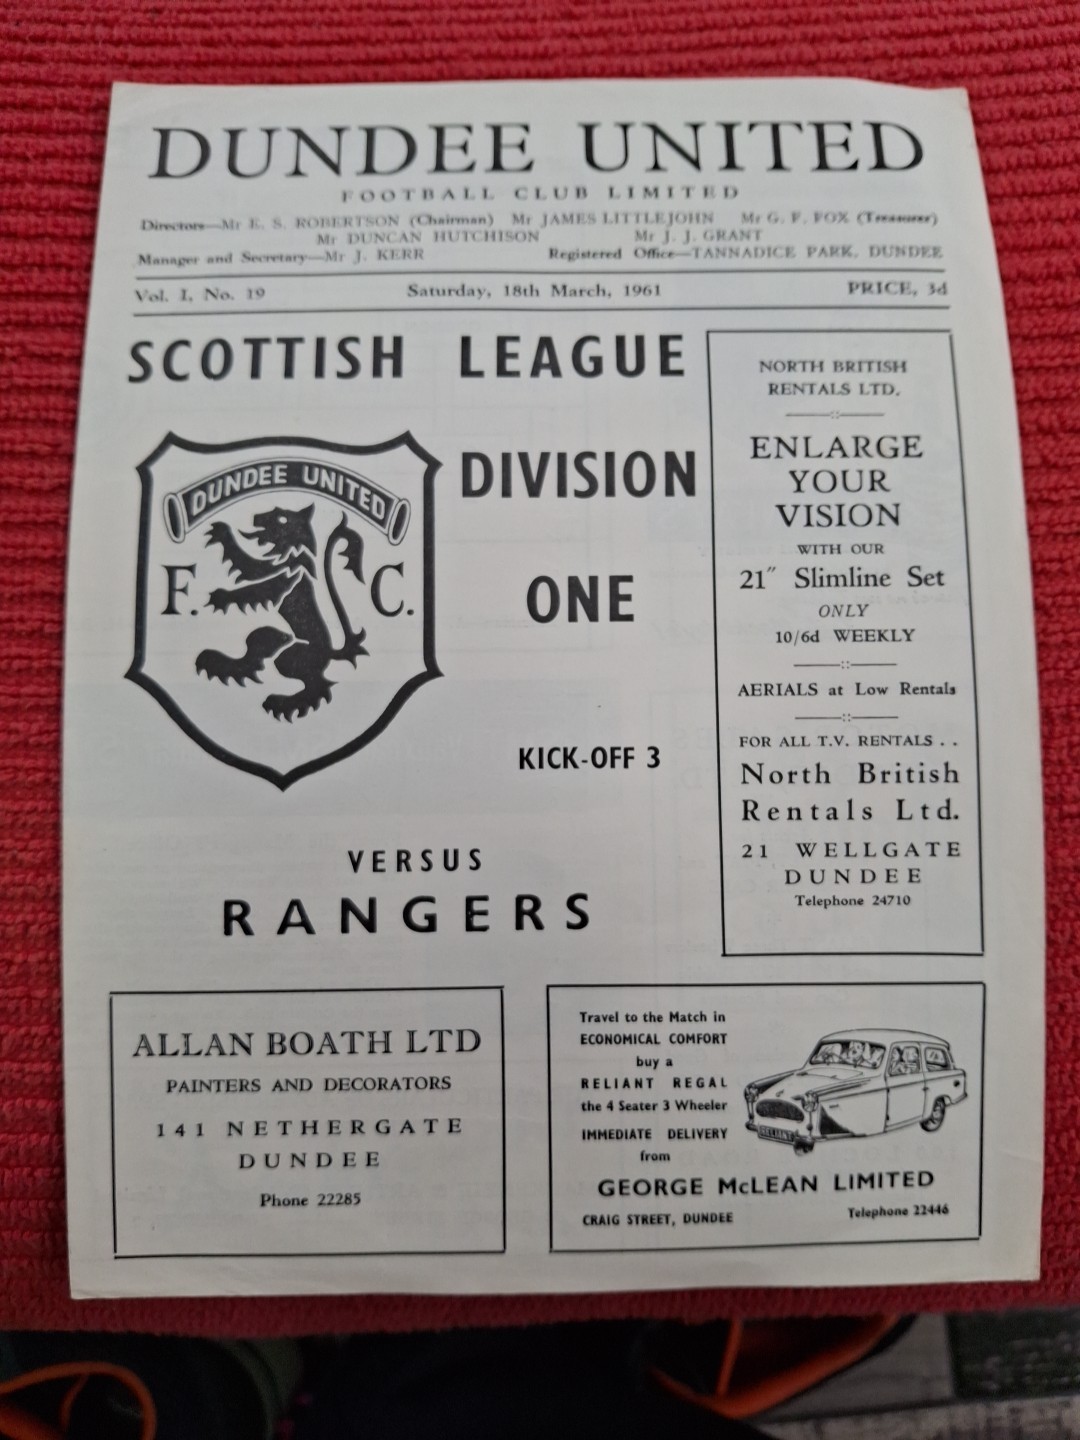 DUNDEE UNITED
FOOTBALL CLUB LIMITED
Directors—Mr E. S. ROBERTSON (Chairman) Mr JAMES LITTLEJOHN Mr G. F. FOX (Treasurer)
Mr DUNCAN HUTCHISON Mr J. J. GRANT
Manager and Secretary—Mr J. KERR Registered Office—TANNADICE PARK, DUNDEE
Vol. I, No. 19 Saturday, 18th March, 1961 PRICE, 3d
SCOTTISH LEAGUE
DIVISION
ONE
DUNDEE UNITED
F. C.
KICK-OFF 3
VERSUS
RANGERS
NORTH BRITISH
RENTALS LTD.
ENLARGE
YOUR
VISION
WITH OUR
21″ Slimline Set
ONLY
10/6d WEEKLY
AERIALS at Low Rentals
FOR ALL T.V. RENTALS . .
North British
Rentals Ltd.
21 WELLGATE
DUNDEE
Telephone 24710
ALLAN BOATH LTD
PAINTERS AND DECORATORS
141 NETHERGATE
DUNDEE
Phone 22285
Travel to the Match in
ECONOMICAL COMFORT
buy a
RELIANT REGAL
the 4 Seater 3 Wheeler
IMMEDIATE DELIVERY
from
RELIANT
GEORGE McLEAN LIMITED
CRAIG STREET, DUNDEE Telephone 22446